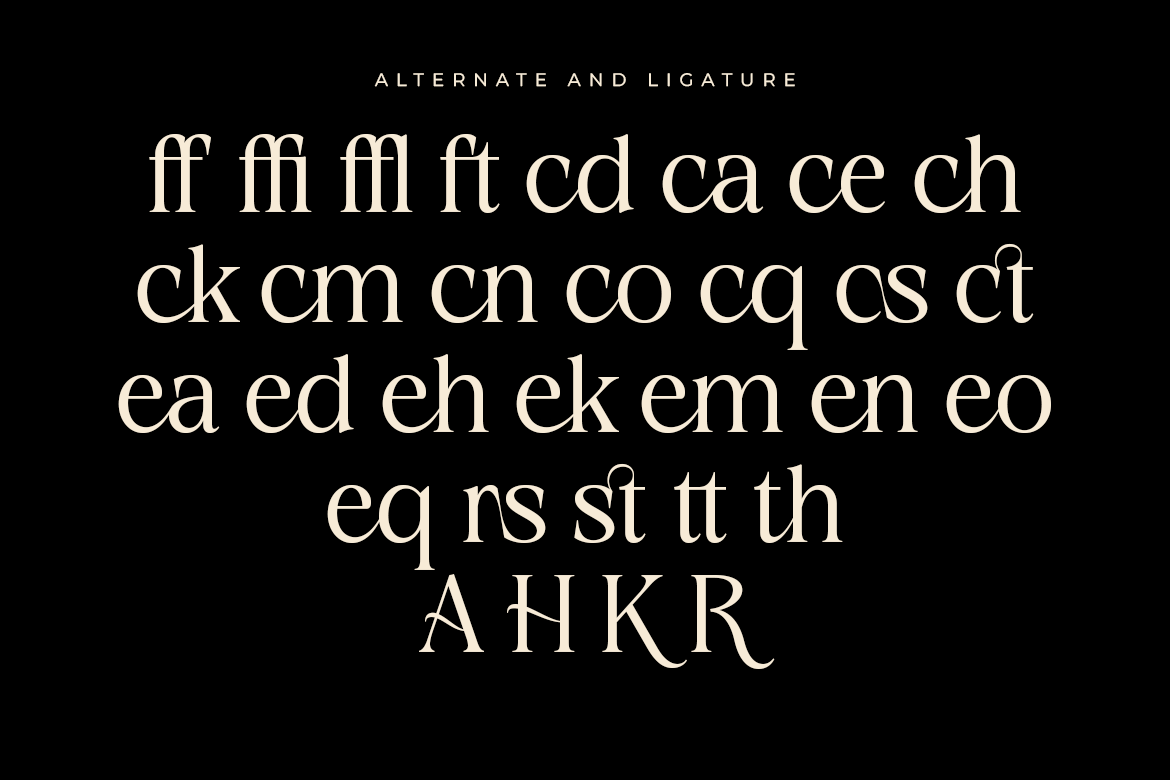 ALTERNATE AND LIGATURE
ff ffi ffl ft cd ca ce ch
ck cm cn co cq cs ct
ea ed eh ek em en eo
eq rs st tt th
A H K R